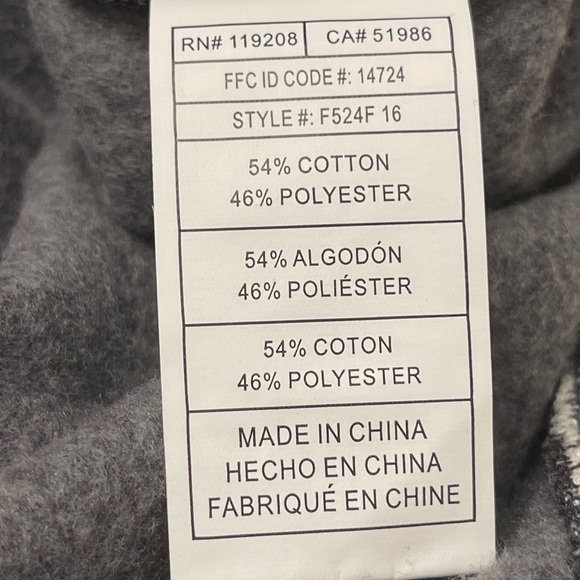 RN# 119208 CA# 51986
FFC ID CODE #: 14724
STYLE #: F524F 16
54% COTTON
46% POLYESTER
54% ALGODÓN
46% POLIÉSTER
54% COTON
46% POLYESTER
MADE IN CHINA
HECHO EN CHINA
FABRIQUÉ EN CHINE